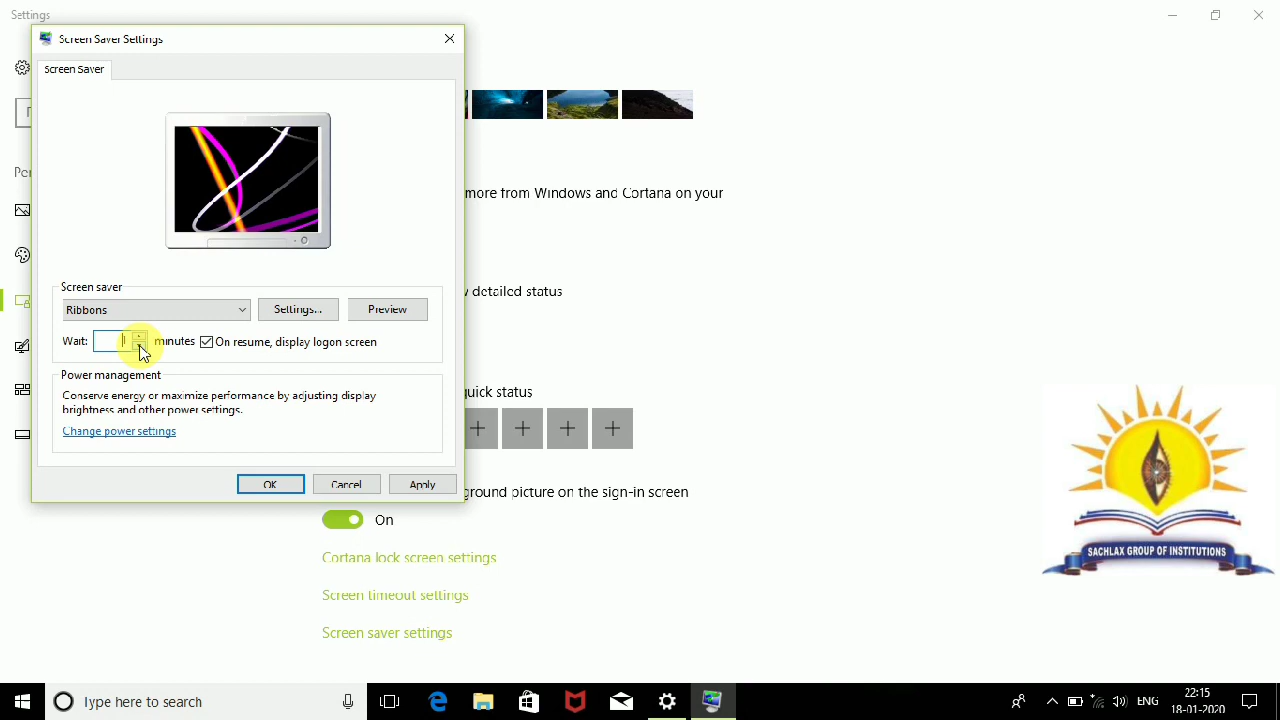 Settings
Screen Saver Settings
Screen Saver
more from Windows and Cortana on your
detailed status
Screen saver
Ribbons
Settings...
Preview
Wait:
minutes
On resume, display logon screen
Power management
Conserve energy or maximize performance by adjusting display
brightness and other power settings.
Change power settings
quick status
OK
Cancel
Apply
ground picture on the sign-in screen
On
Cortana lock screen settings
Screen timeout settings
Screen saver settings
SACHLAX GROUP OF INSTITUTIONS
Type here to search
ENG
22:15
18-01-2020